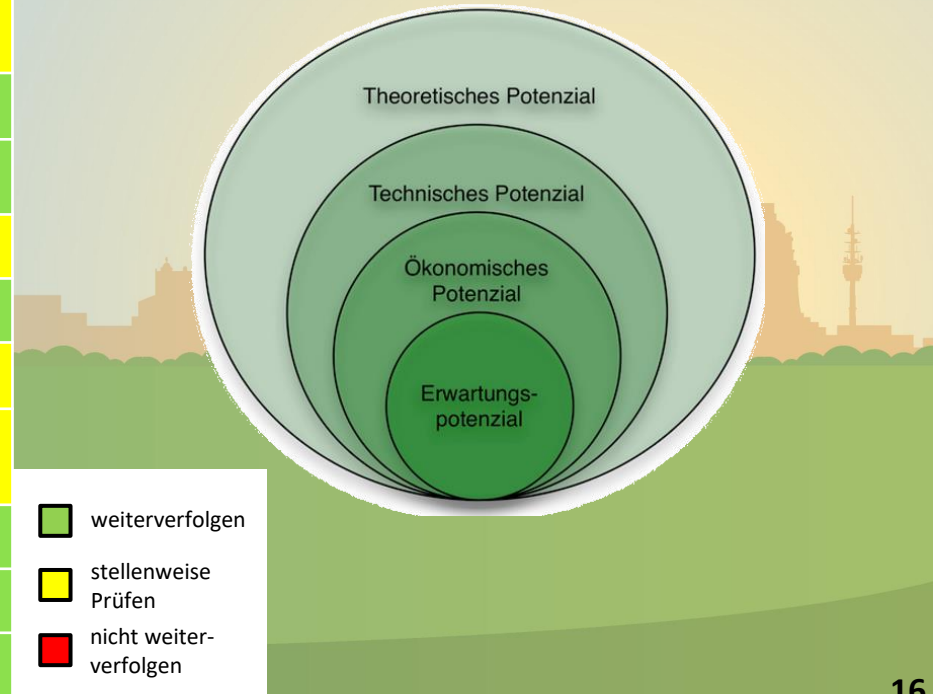 Theoretisches Potenzial
Technisches Potenzial
Ökonomisches
Potenzial
Erwartungs-
potenzial
weiterverfolgen
stellenweise
Prüfen
nicht weiter-
verfolgen
16